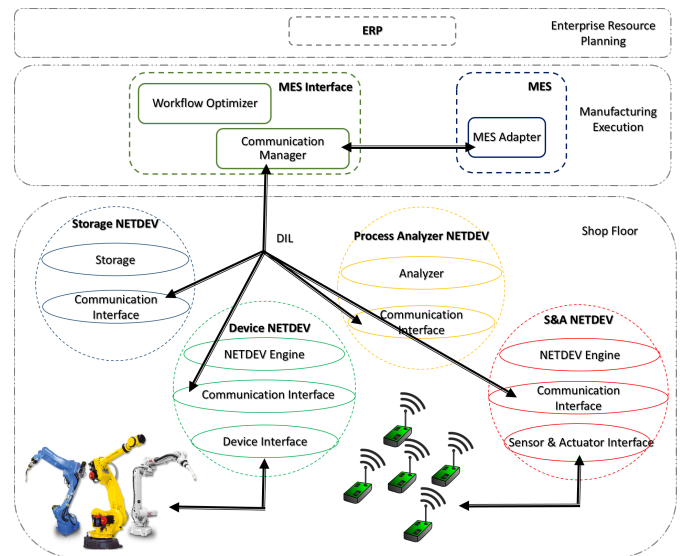 ERP
Enterprise Resource
Planning
MES Interface
MES
Workflow Optimizer
Manufacturing
Execution
Communication
Manager
MES Adapter
Storage NETDEV
DIL
Process Analyzer NETDEV
Shop Floor
Storage
Analyzer
Communication
Interface
Communication
Interface
Device NETDEV
S&A NETDEV
NETDEV Engine
NETDEV Engine
Communication Interface
Communication
Interface
Device Interface
Sensor & Actuator Interface